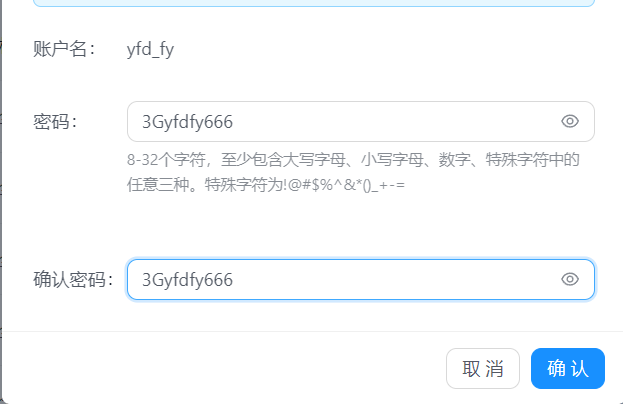 账户名： yfd_fy
密码： 3Gyfdfy666
8-32个字符，至少包含大写字母、小写字母、数字、特殊字符中的
任意三种。特殊字符为!@#$%^&*()_+-=
确认密码： 3Gyfdfy666
取 消 确 认